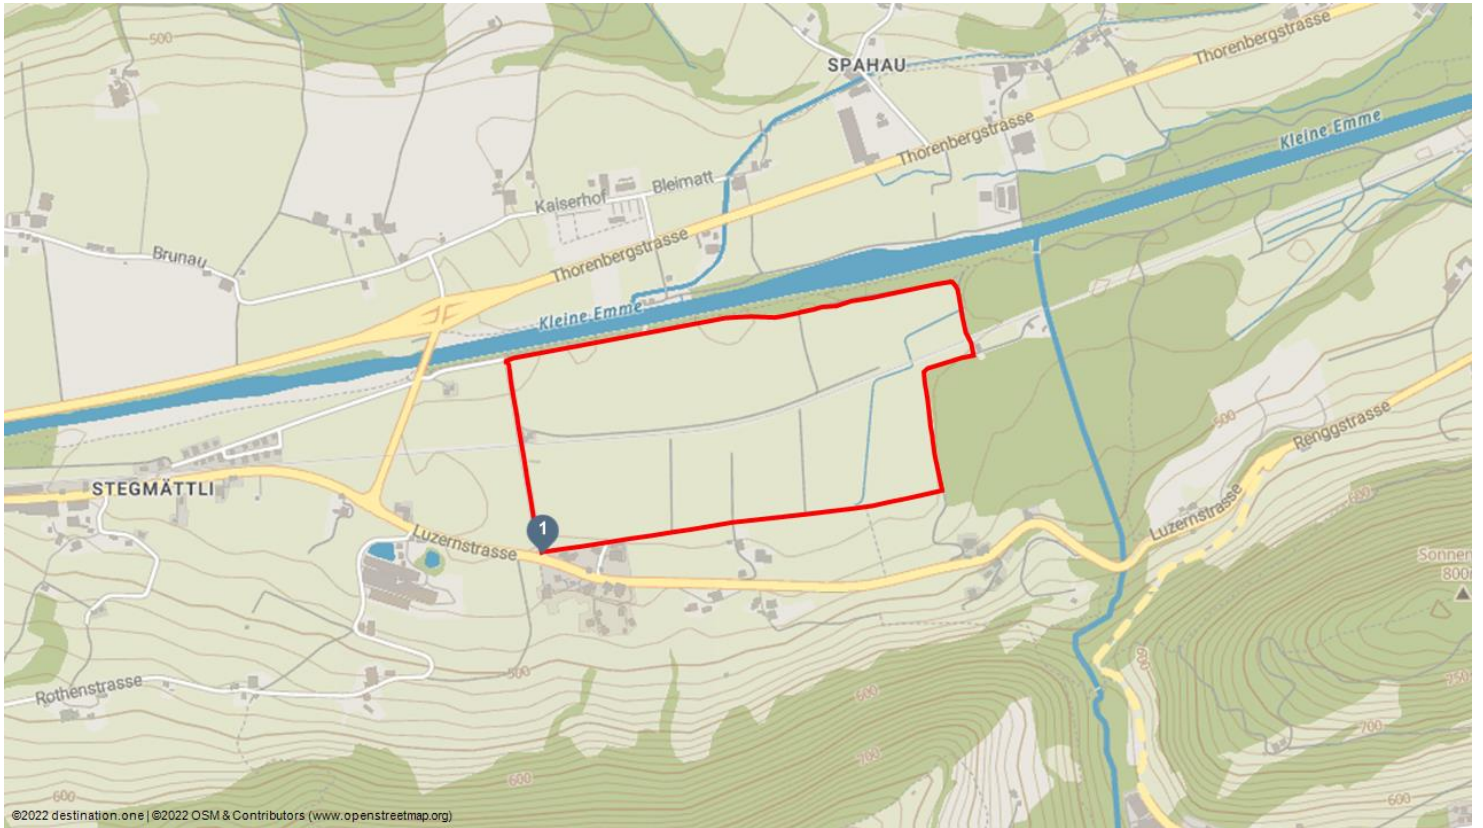 500
SPAHAU
Thorenbergstrasse
Thorenbergstrasse
Kleine Emme
Bleimatt
Kaiserhof
Brunau
Thorenbergstrasse
Kleine Emme
500
Renggstrasse
STEGMÄTTLI
600
Luzernstrasse
1
Luzernstrasse
Sonnen
800
500
600
Rothenstrasse
600
750
700
700
600
600
600
©2022 destination.one | ©2022 OSM & Contributors (www.openstreetmap.org)